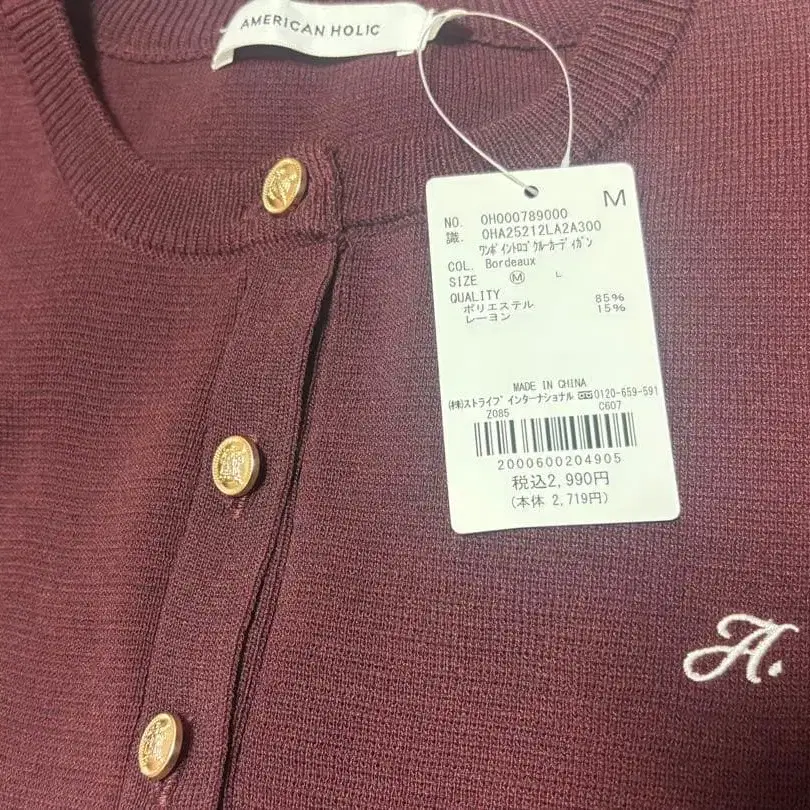 AMERICAN HOLIC
M
NO. OH000789000
識. OHA25212LA2A300
ﾜﾝﾎﾟｲﾝﾄﾛｺﾞｸﾙｰｶｰﾃﾞｨｶﾞﾝ
COL. Bordeaux
SIZE Ⓜ L
QUALITY
ポリエステル 85%
レーヨン 15%
MADE IN CHINA
(株)ストライプインターナショナル 0120-659-591
Z085 C607
2000600204905
税込2,990円
(本体 2,719円)
A.